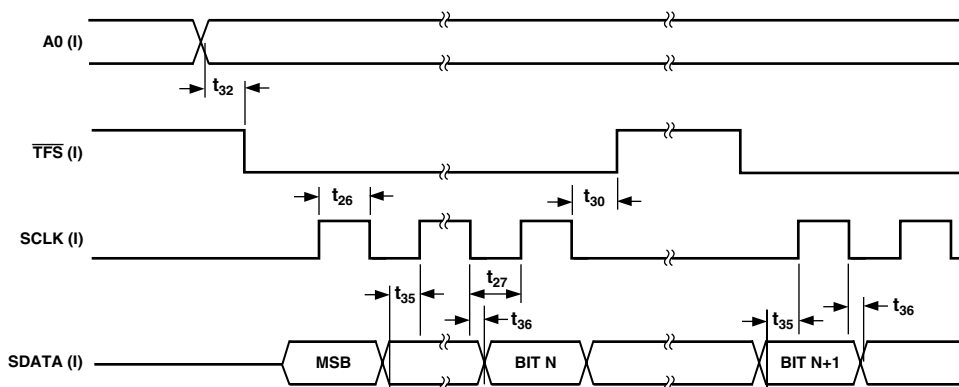 A0 (I)
t32
TFS (I)
t26
t30
SCLK (I)
t27
t35
t36
t35
t36
SDATA (I)
MSB
BIT N
BIT N+1